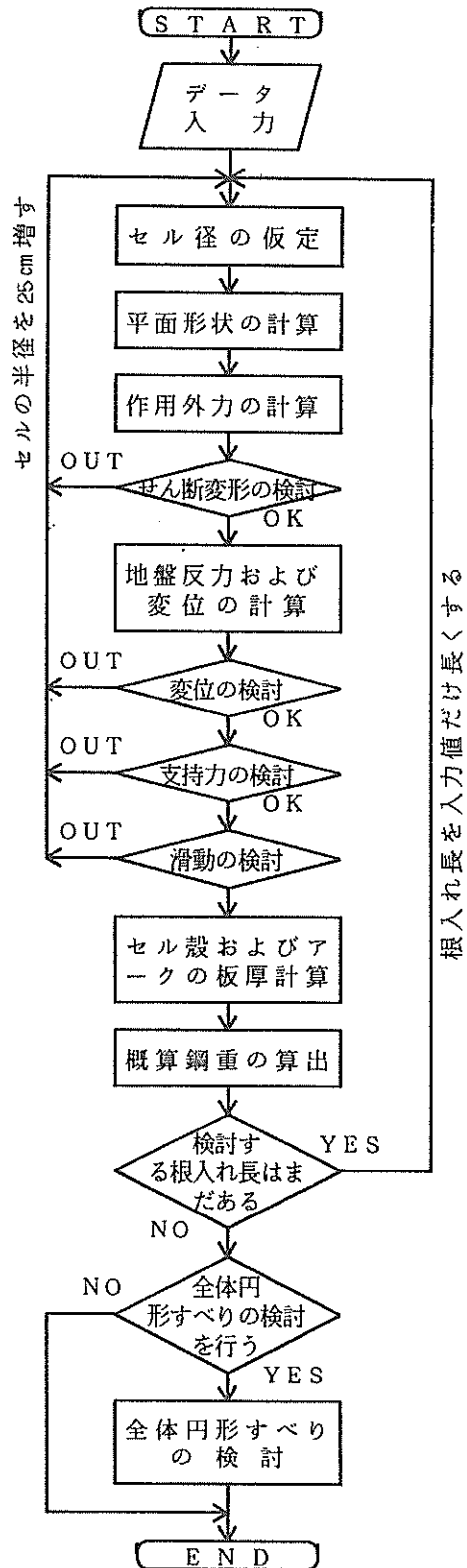 START
データ
入力
セルの半径を25cm増す
セル径の仮定
平面形状の計算
作用外力の計算
OUT
せん断変形の検討
OK
地盤反力および
変位の計算
OUT
変位の検討
OK
OUT
支持力の検討
OK
OUT
滑動の検討
根入れ長を入力値だけ長くする
セル殻およびア
ークの板厚計算
概算鋼重の算出
検討す
る根入れ長はま
だある
YES
NO
NO
全体円
形すべりの検討
を行う
YES
全体円形すべり
の検討
END